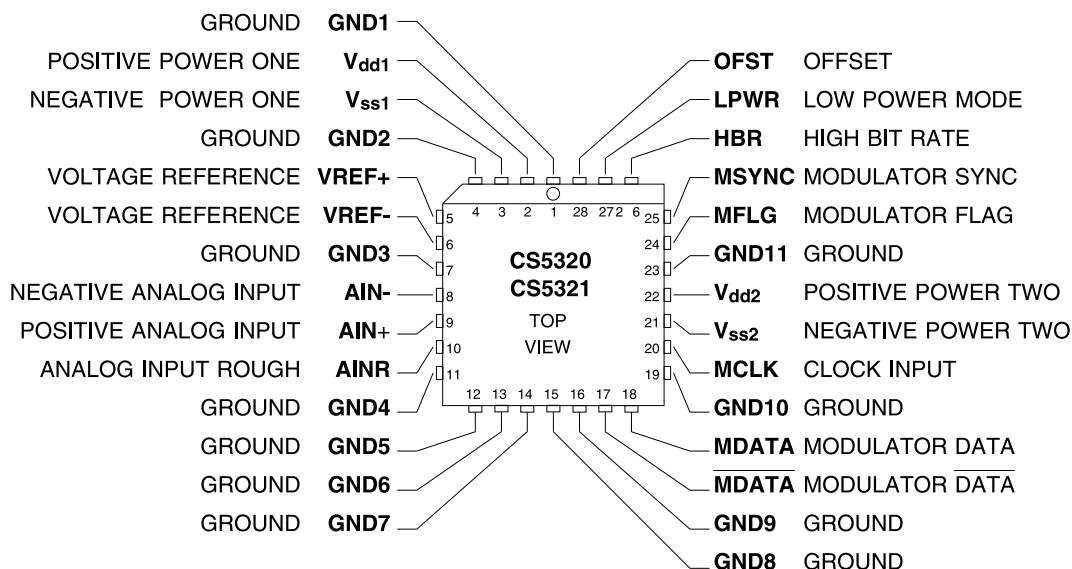 GROUND GND1
POSITIVE POWER ONE Vdd1
NEGATIVE POWER ONE Vss1
GROUND GND2
VOLTAGE REFERENCE VREF+
VOLTAGE REFERENCE VREF-
GROUND GND3
NEGATIVE ANALOG INPUT AIN-
POSITIVE ANALOG INPUT AIN+
ANALOG INPUT ROUGH AINR
GROUND GND4
GROUND GND5
GROUND GND6
GROUND GND7
4 3 2 1 28 27 2 6
5
6
7
8
9
10
11
CS5320
CS5321
TOP
VIEW
25
24
23
22
21
20
19
12 13 14 15 16 17 18
OFST OFFSET
LPWR LOW POWER MODE
HBR HIGH BIT RATE
MSYNC MODULATOR SYNC
MFLG MODULATOR FLAG
GND11 GROUND
Vdd2 POSITIVE POWER TWO
Vss2 NEGATIVE POWER TWO
MCLK CLOCK INPUT
GND10 GROUND
MDATA MODULATOR DATA
M̅D̅A̅T̅A̅ MODULATOR D̅A̅T̅A̅
GND9 GROUND
GND8 GROUND